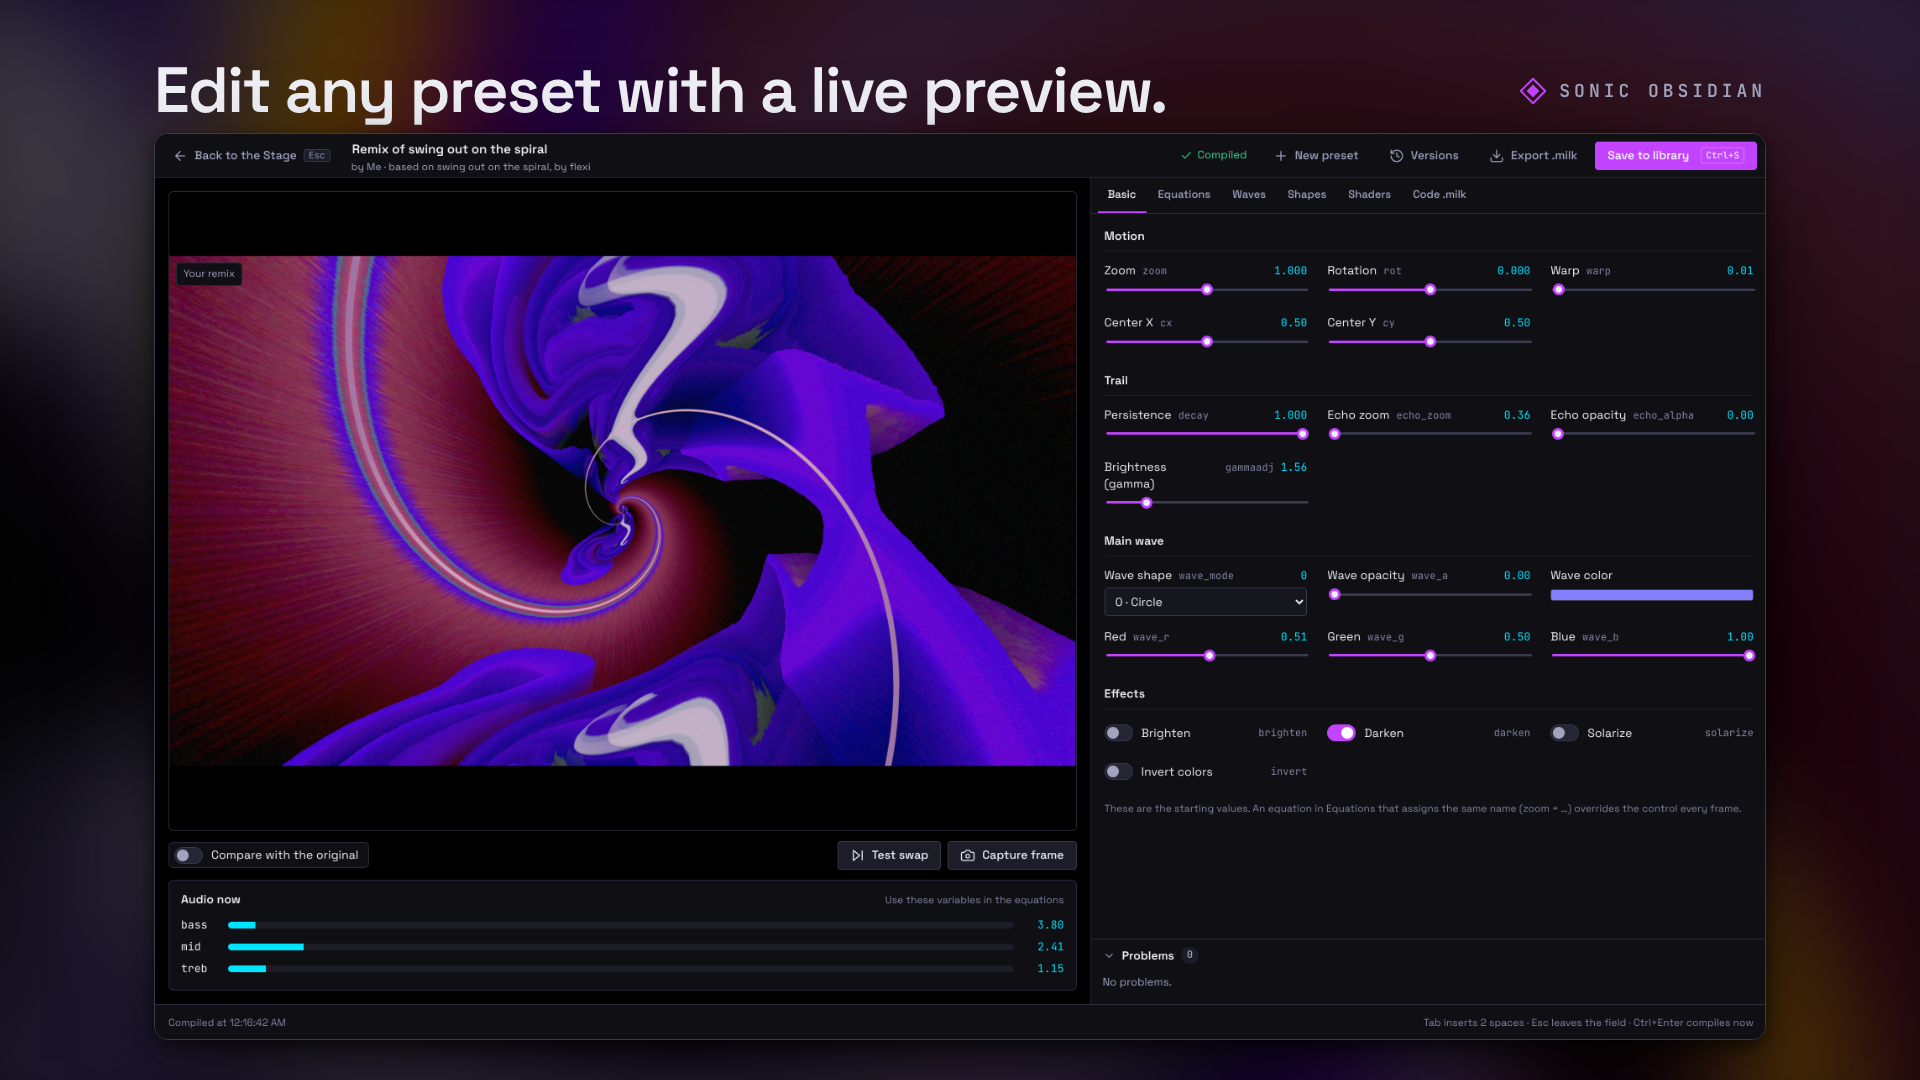 Edit any preset with a live preview.
SONIC OBSIDIAN
Back to the Stage Esc
Remix of swing out on the spiral
by Me · based on swing out on the spiral, by flexi
Compiled
New preset
Versions
Export .milk
Save to library Ctrl+S
Your remix
Basic Equations Waves Shapes Shaders Code .milk
Motion
Zoom zoom 1.000
Rotation rot 0.000
Warp warp 0.01
Center X cx 0.50
Center Y cy 0.50
Trail
Persistence decay 1.000
Echo zoom echo_zoom 0.36
Echo opacity echo_alpha 0.00
Brightness (gamma) gammaadj 1.56
Main wave
Wave shape wave_mode 0
0 · Circle
Wave opacity wave_a 0.00
Wave color
Red wave_r 0.51
Green wave_g 0.50
Blue wave_b 1.00
Effects
Brighten brighten
Darken darken
Solarize solarize
Invert colors invert
These are the starting values. An equation in Equations that assigns the same name (zoom = …) overrides the control every frame.
Compare with the original
Test swap
Capture frame
Audio now
Use these variables in the equations
bass 3.80
mid 2.41
treb 1.15
Problems 0
No problems.
Compiled at 12:16:42 AM
Tab inserts 2 spaces · Esc leaves the field · Ctrl+Enter compiles now